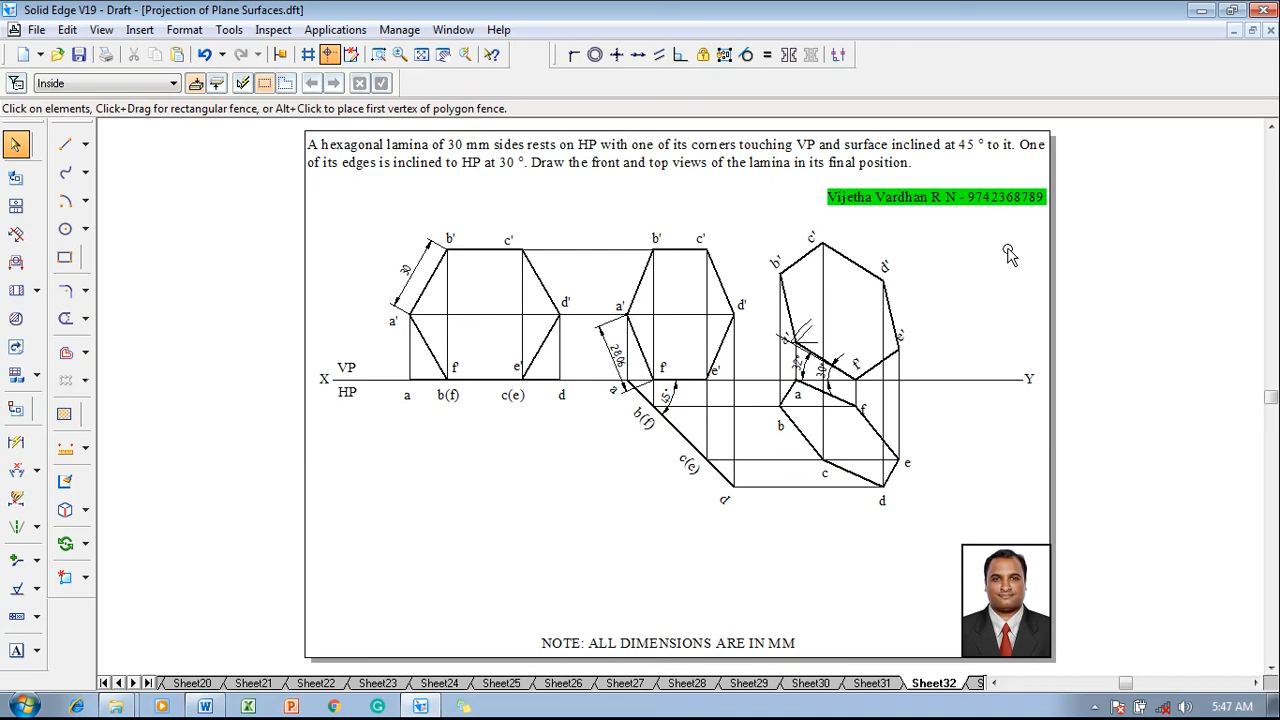 Solid Edge V19 - Draft - [Projection of Plane Surfaces.dft]
File Edit View Insert Format Tools Inspect Applications Manage Window Help
Inside
Click on elements, Click+Drag for rectangular fence, or Alt+Click to place first vertex of polygon fence.
A hexagonal lamina of 30 mm sides rests on HP with one of its corners touching VP and surface inclined at 45 ° to it. One
of its edges is inclined to HP at 30 °. Draw the front and top views of the lamina in its final position.
Vijetha Vardhan R N - 9742368789
b' c' b' c' c'
b' d'
30
a' d' a' d' a' e'
28.06 32° 30°
f e' f e' f
VP
X Y
HP
45°
a b(f) c(e) d a b(f) a f
b
c(e) c e
d d
NOTE: ALL DIMENSIONS ARE IN MM
Sheet20 Sheet21 Sheet22 Sheet23 Sheet24 Sheet25 Sheet26 Sheet27 Sheet28 Sheet29 Sheet30 Sheet31 Sheet32 S
5:47 AM